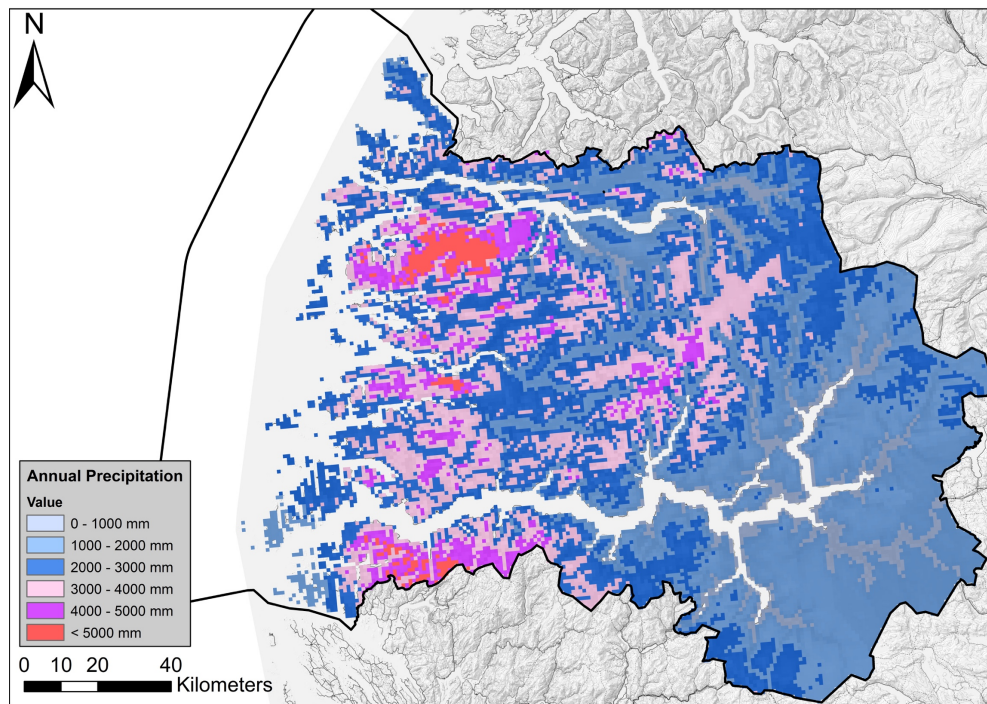 N
Annual Precipitation
Value
0 - 1000 mm
1000 - 2000 mm
2000 - 3000 mm
3000 - 4000 mm
4000 - 5000 mm
< 5000 mm
0 10 20 40
Kilometers